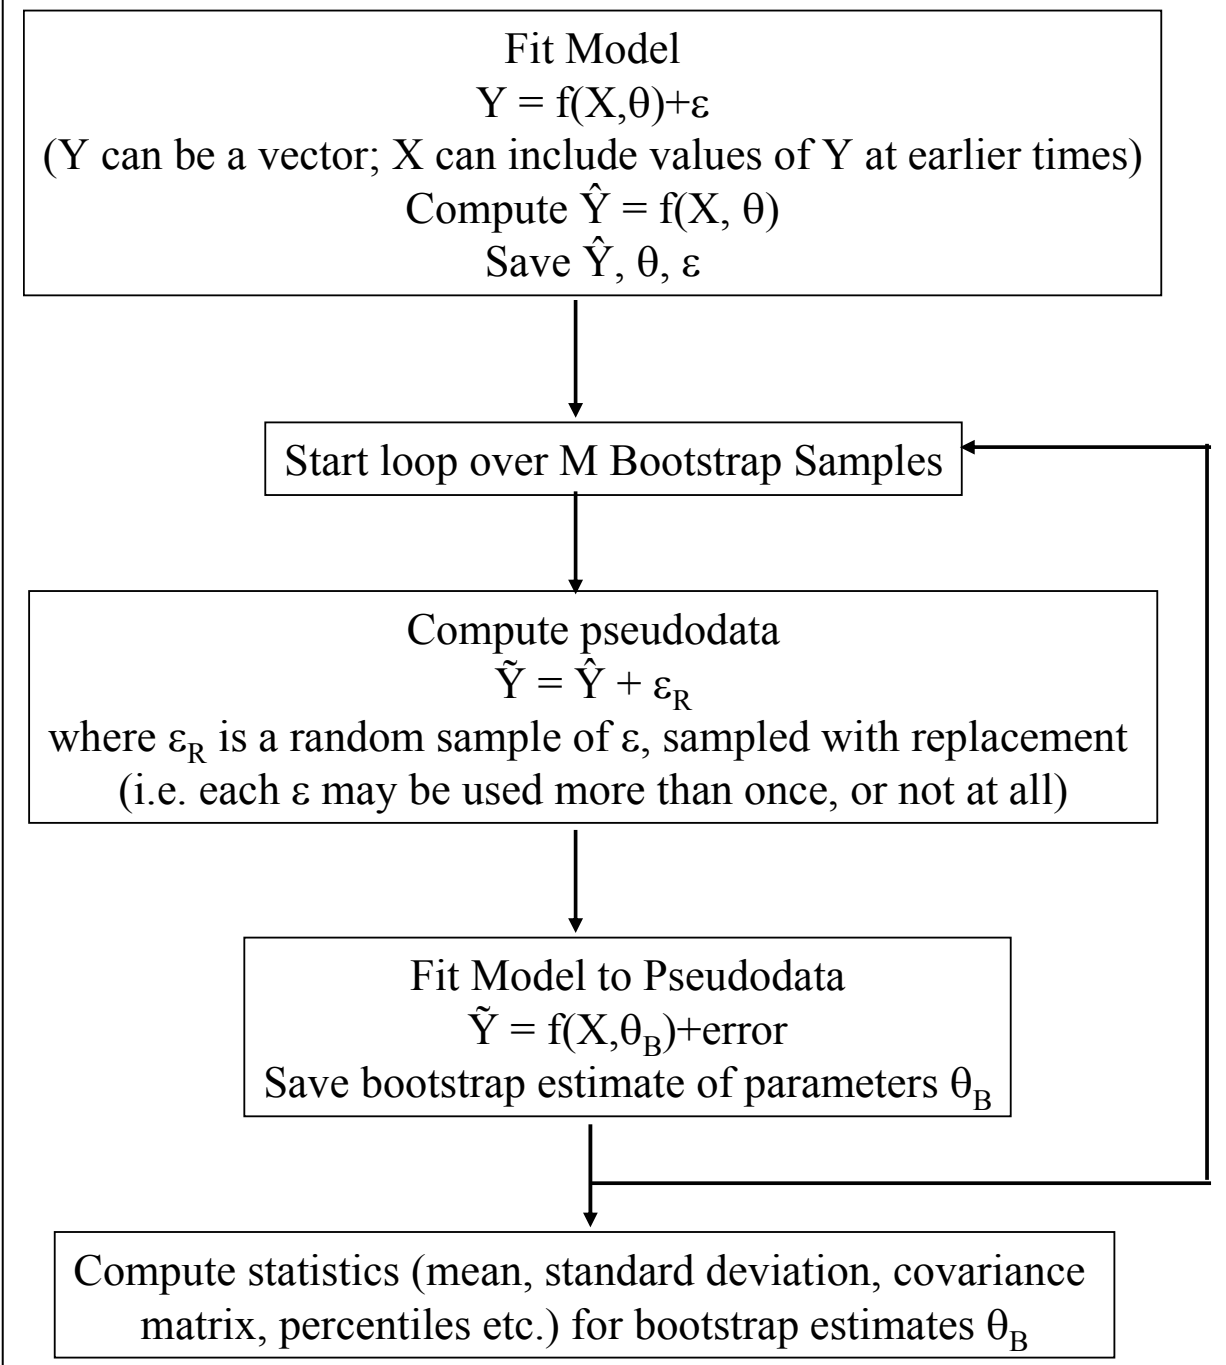 Fit Model
Y = f(X,θ)+ε
(Y can be a vector; X can include values of Y at earlier times)
Compute Ŷ = f(X, θ)
Save Ŷ, θ, ε
Start loop over M Bootstrap Samples
Compute pseudodata
Ỹ = Ŷ + ε_R
where ε_R is a random sample of ε, sampled with replacement
(i.e. each ε may be used more than once, or not at all)
Fit Model to Pseudodata
Ỹ = f(X,θ_B)+error
Save bootstrap estimate of parameters θ_B
Compute statistics (mean, standard deviation, covariance
matrix, percentiles etc.) for bootstrap estimates θ_B